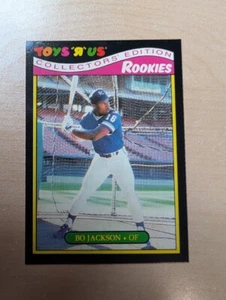 TOYS "R" US
COLLECTORS' EDITION
ROOKIES
BO JACKSON • OF